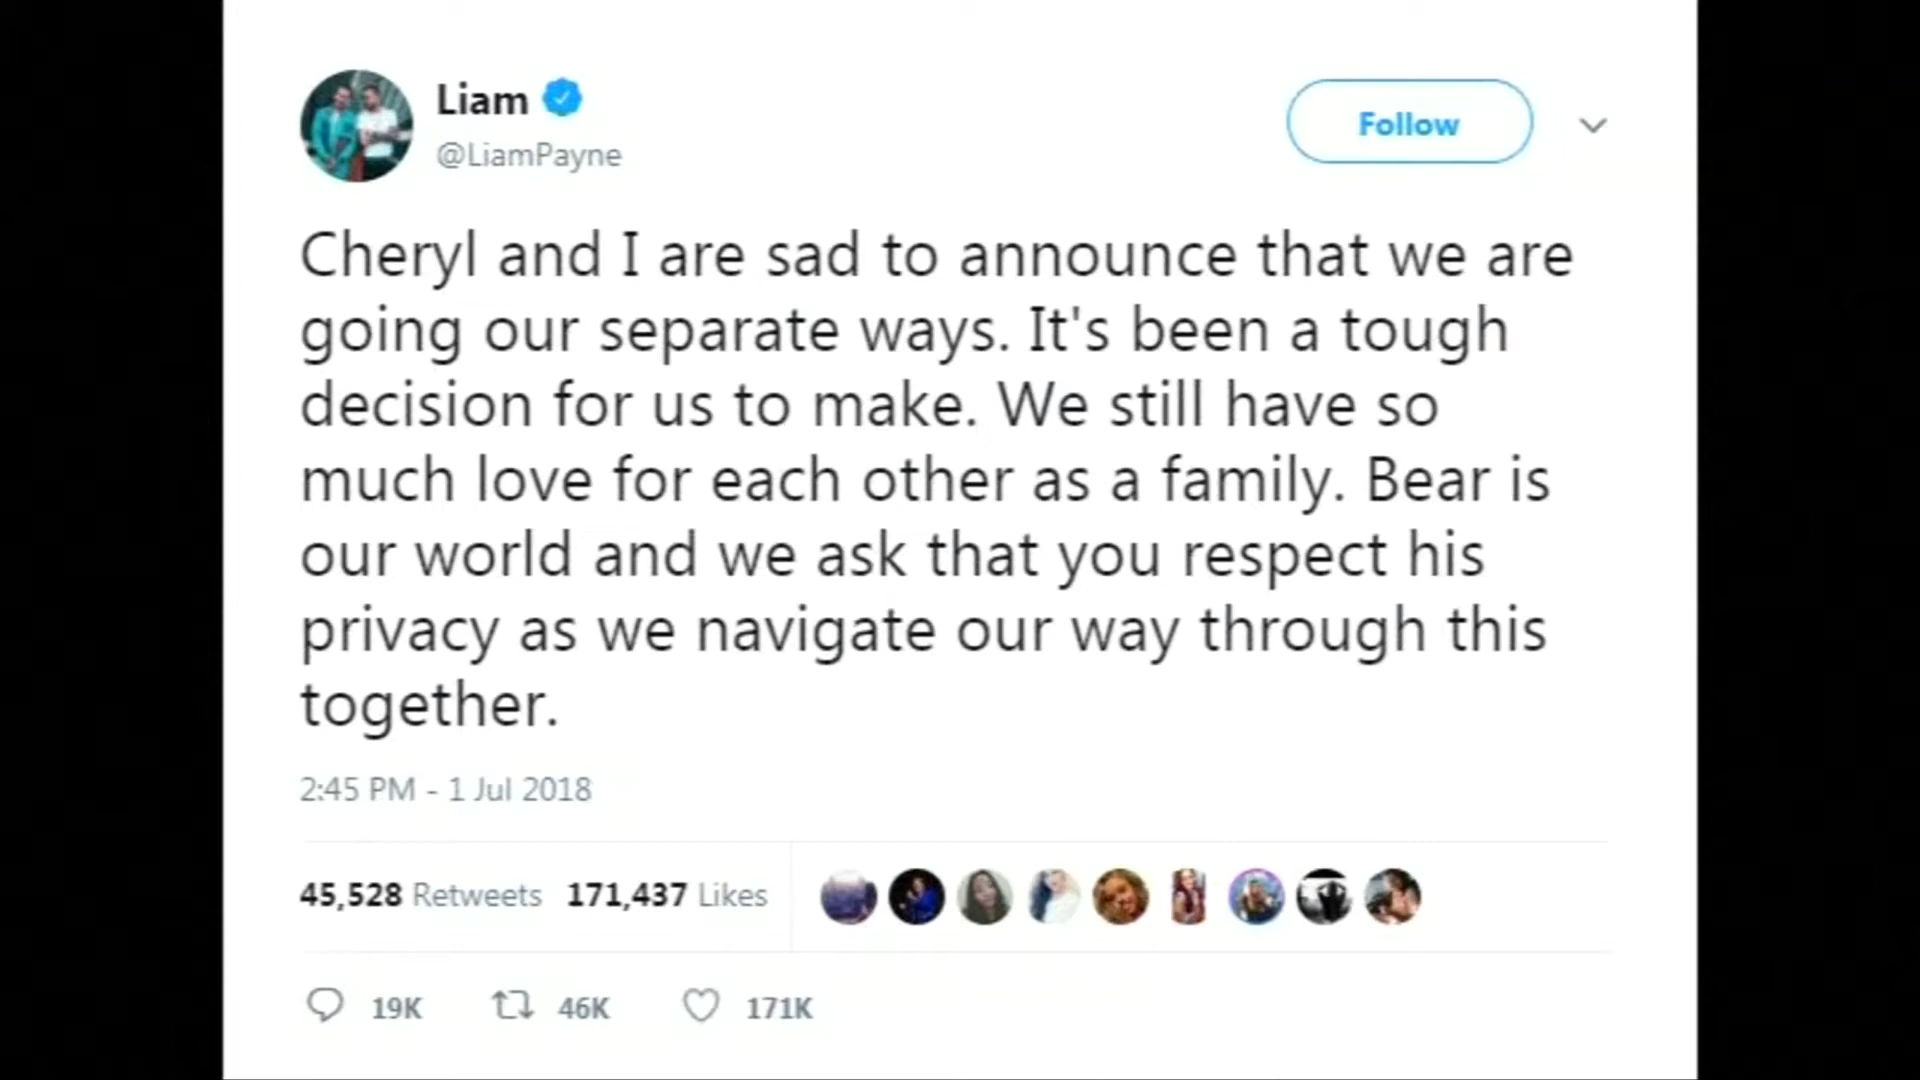 Liam
@LiamPayne
Follow
Cheryl and I are sad to announce that we are
going our separate ways. It's been a tough
decision for us to make. We still have so
much love for each other as a family. Bear is
our world and we ask that you respect his
privacy as we navigate our way through this
together.
2:45 PM - 1 Jul 2018
45,528 Retweets 171,437 Likes
19K 46K 171K